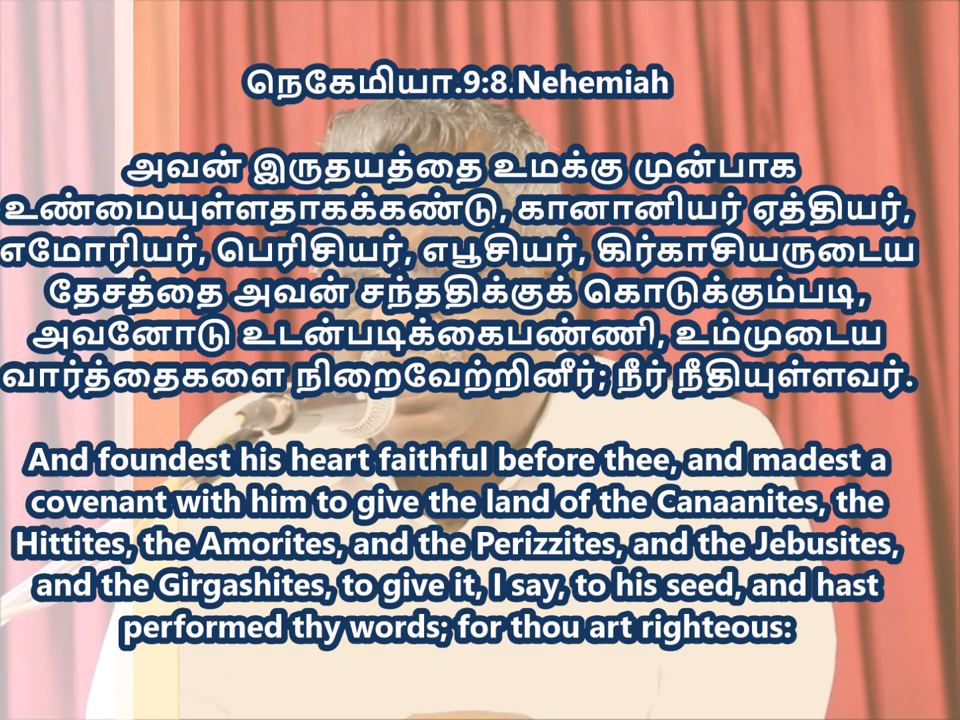 நெகேமியா.9:8.Nehemiah
அவன் இருதயத்தை உமக்கு முன்பாக
உண்மையுள்ளதாகக்கண்டு, கானானியர் ஏத்தியர்,
எமோரியர், பெரிசியர், எபூசியர், கிர்காசியருடைய
தேசத்தை அவன் சந்ததிக்குக் கொடுக்கும்படி,
அவனோடு உடன்படிக்கைபண்ணி, உம்முடைய
வார்த்தைகளை நிறைவேற்றினீர்; நீர் நீதியுள்ளவர்.
And foundest his heart faithful before thee, and madest a
covenant with him to give the land of the Canaanites, the
Hittites, the Amorites, and the Perizzites, and the Jebusites,
and the Girgashites, to give it, I say, to his seed, and hast
performed thy words; for thou art righteous: